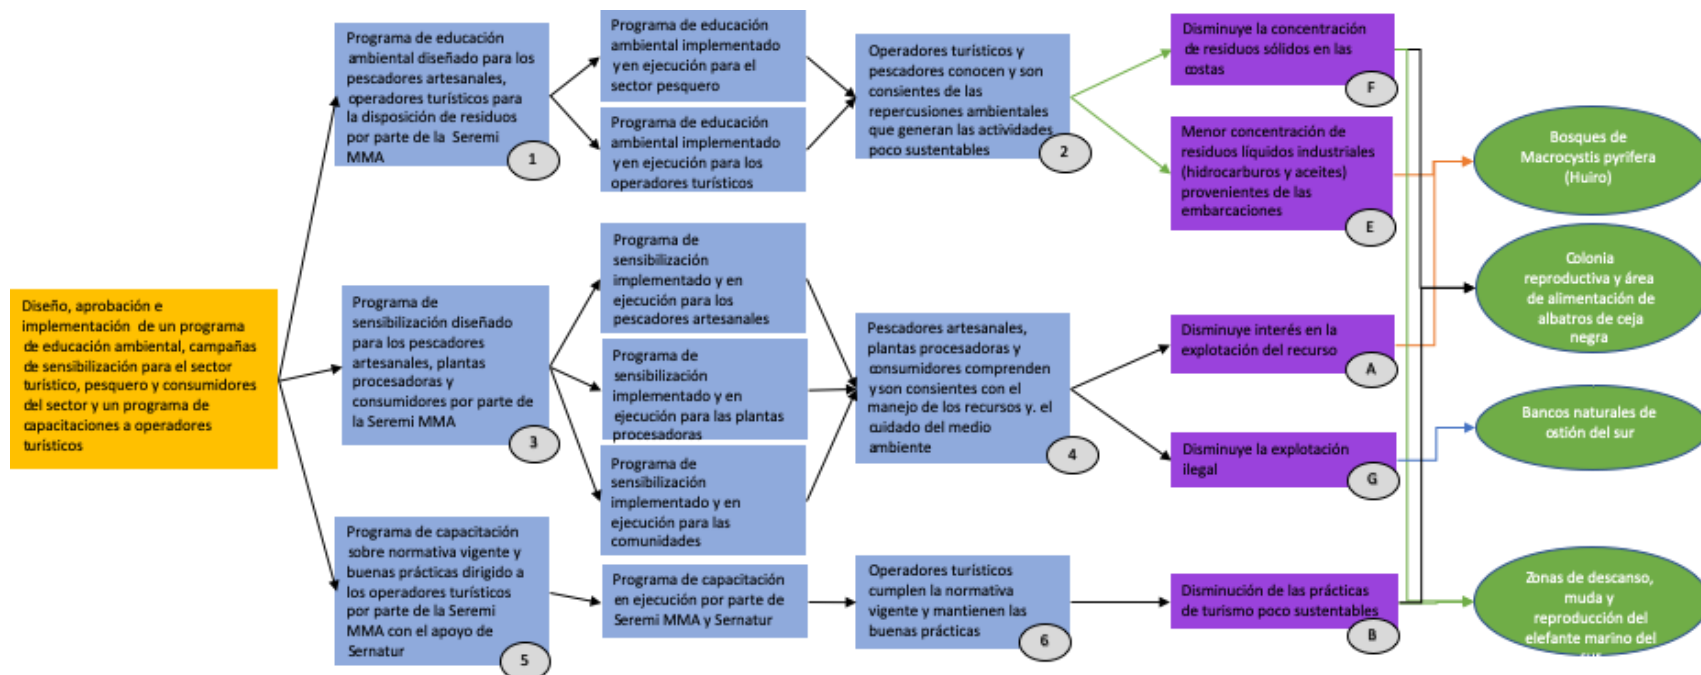 Diseño, aprobación e
implementación de un programa
de educación ambiental, campañas
de sensibilización para el sector
turístico, pesquero y consumidores
del sector y un programa de
capacitaciones a operadores
turísticos
Programa de educación
ambiental diseñado para los
pescadores artesanales,
operadores turísticos para
la disposición de residuos
por parte de la Seremi
MMA
1
Programa de educación
ambiental implementado
y en ejecución para el
sector pesquero
Programa de educación
ambiental implementado
y en ejecución para los
operadores turísticos
Operadores turísticos y
pescadores conocen y son
consientes de las
repercusiones ambientales
que generan las actividades
poco sustentables
2
Disminuye la concentración
de residuos sólidos en las
costas
F
Menor concentración de
residuos líquidos industriales
(hidrocarburos y aceites)
provenientes de las
embarcaciones
E
Programa de
sensibilización diseñado
para los pescadores
artesanales, plantas
procesadoras y
consumidores por parte de
la Seremi MMA
3
Programa de
sensibilización
implementado y en
ejecución para los
pescadores artesanales
Programa de
sensibilización
implementado y en
ejecución para las plantas
procesadoras
Programa de
sensibilización
implementado y en
ejecución para las
comunidades
Pescadores artesanales,
plantas procesadoras y
consumidores comprenden
y son consientes con el
manejo de los recursos y. el
cuidado del medio
ambiente
4
Disminuye interés en la
explotación del recurso
A
Disminuye la explotación
ilegal
G
Programa de capacitación
sobre normativa vigente y
buenas prácticas dirigido a
los operadores turísticos
por parte de la Seremi
MMA con el apoyo de
Sernatur
5
Programa de capacitación
en ejecución por parte de
Seremi MMA y Sernatur
Operadores turísticos
cumplen la normativa
vigente y mantienen las
buenas prácticas
6
Disminución de las prácticas
de turismo poco sustentables
B
Bosques de
Macrocystis pyrifera
(Huiro)
Colonia
reproductiva y área
de alimentación de
albatros de ceja
negra
Bancos naturales de
ostión del sur
Zonas de descanso,
muda y
reproducción del
elefante marino del
sur